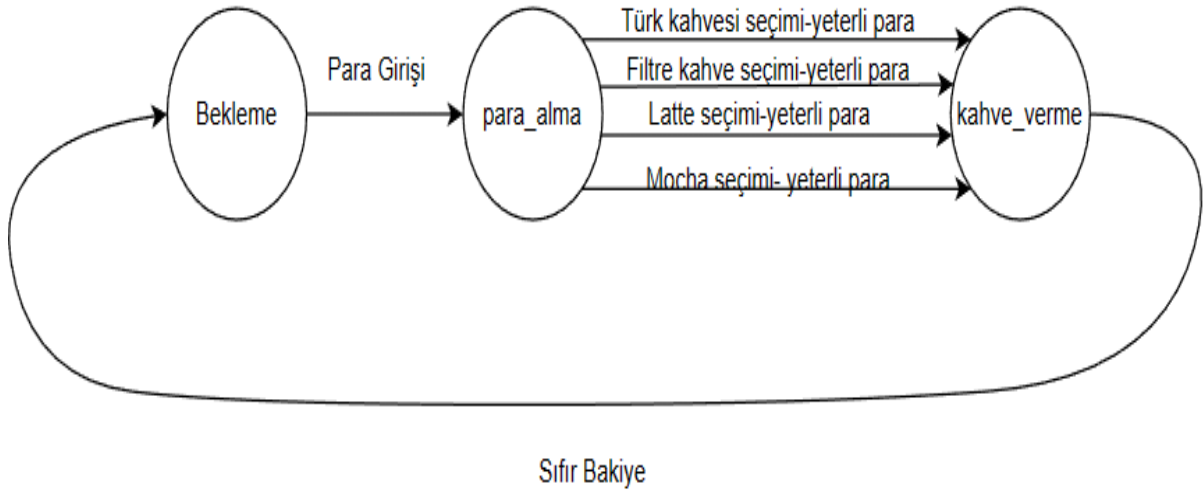 Türk kahvesi seçimi-yeterli para
Para Girişi
Filtre kahve seçimi-yeterli para
Bekleme
para_alma
Latte seçimi-yeterli para
kahve_verme
Mocha seçimi- yeterli para
Sıfır Bakiye